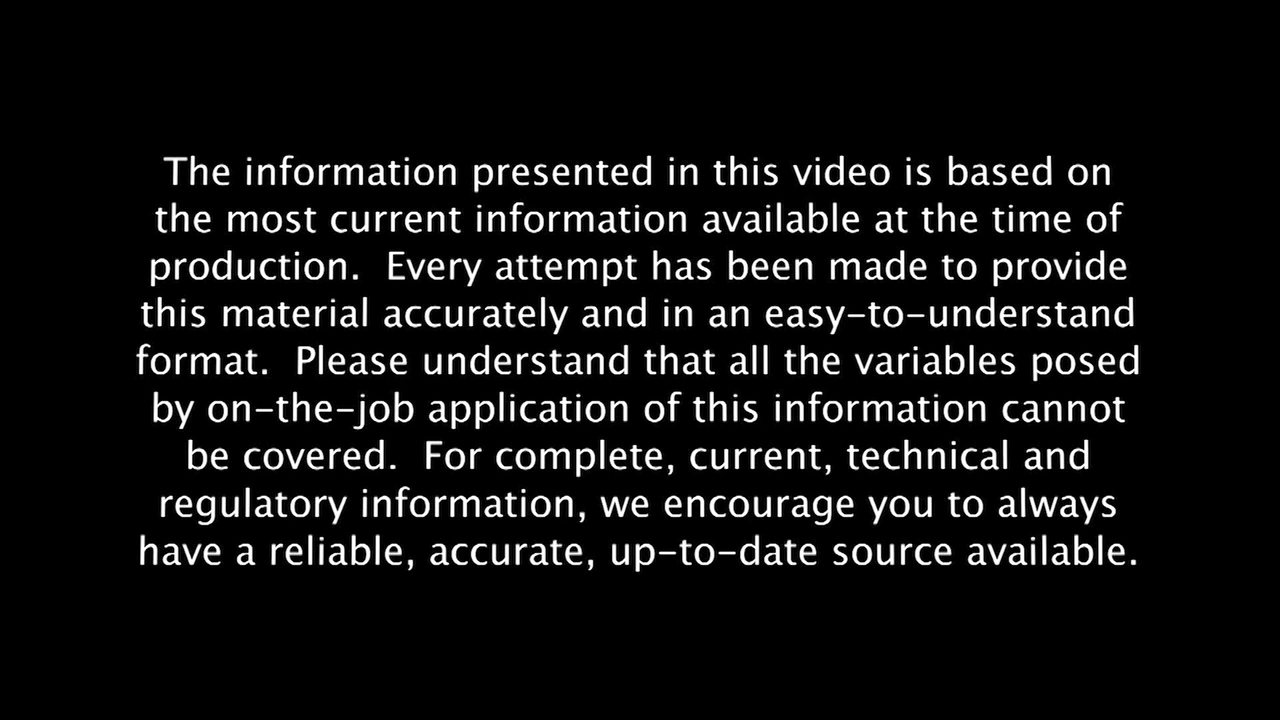 The information presented in this video is based on
the most current information available at the time of
production.  Every attempt has been made to provide
this material accurately and in an easy-to-understand
format.  Please understand that all the variables posed
by on-the-job application of this information cannot
be covered.  For complete, current, technical and
regulatory information, we encourage you to always
have a reliable, accurate, up-to-date source available.